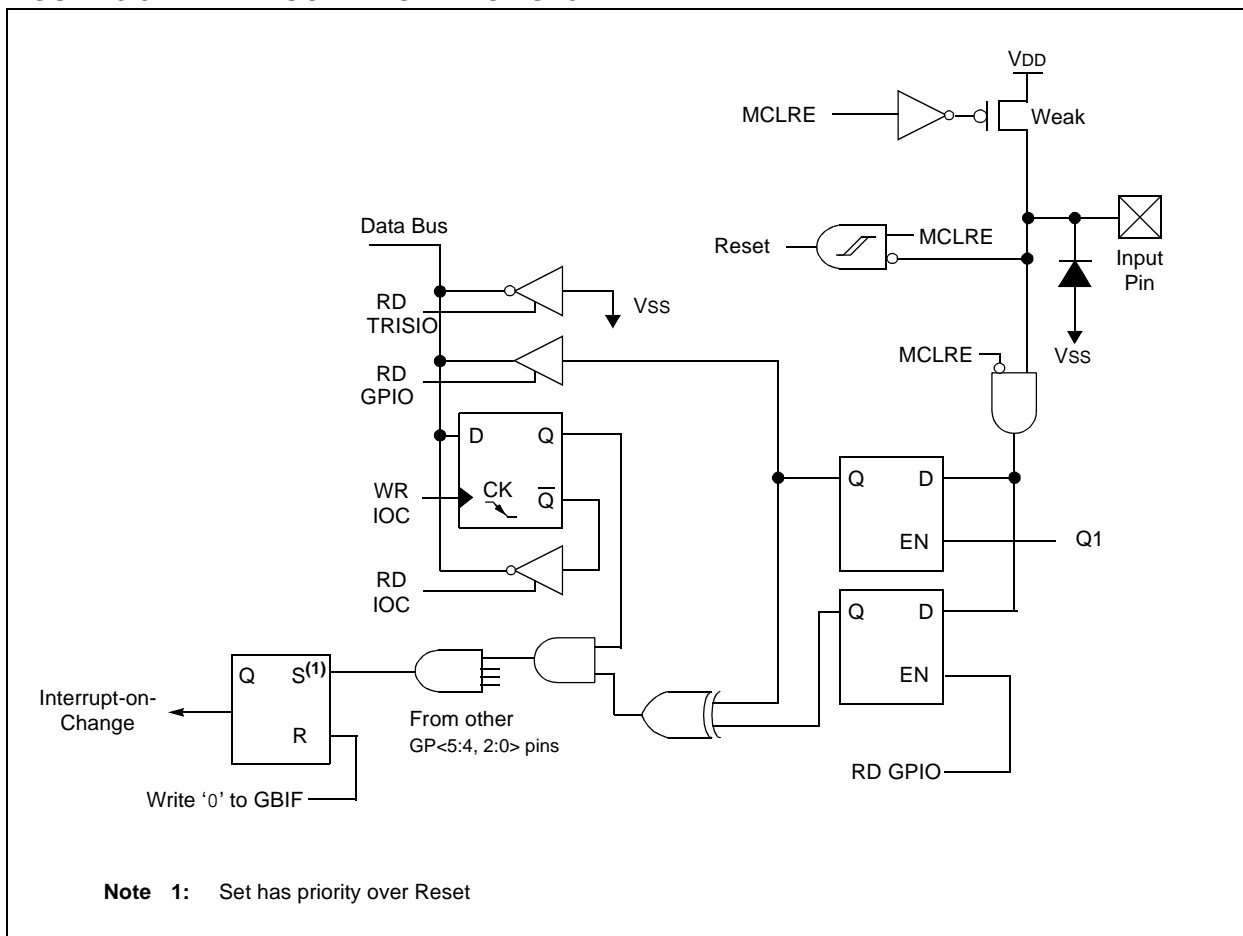 VDD
MCLRE
Weak
Data Bus
Reset
MCLRE
Input
Pin
RD
TRISIO
VSS
MCLRE
VSS
RD
GPIO
D
Q
Q
D
WR
IOC
CK
Q̅
EN
Q1
RD
IOC
Q
D
Q
S(1)
EN
Interrupt-on-
Change
From other
GP<5:4, 2:0> pins
R
RD GPIO
Write ‘0’ to GBIF
Note 1: Set has priority over Reset